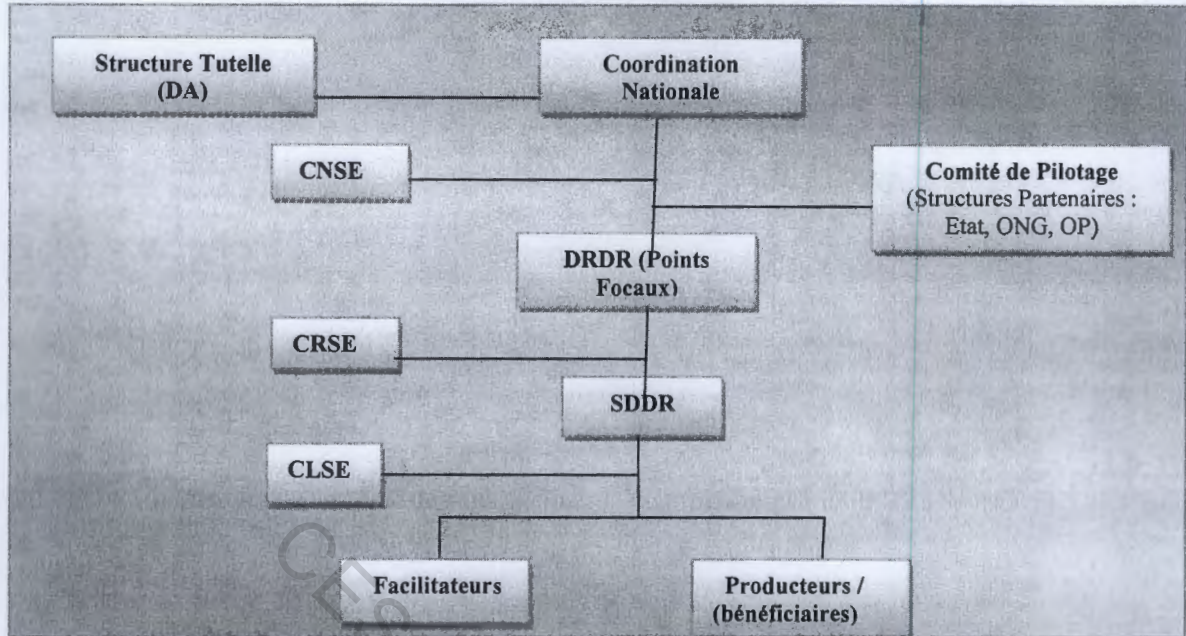 Structure Tutelle
(DA)
Coordination
Nationale
CNSE
Comité de Pilotage
(Structures Partenaires :
Etat, ONG, OP)
DRDR (Points
Focaux)
CRSE
SDDR
CLSE
Facilitateurs
Producteurs /
(bénéficiaires)